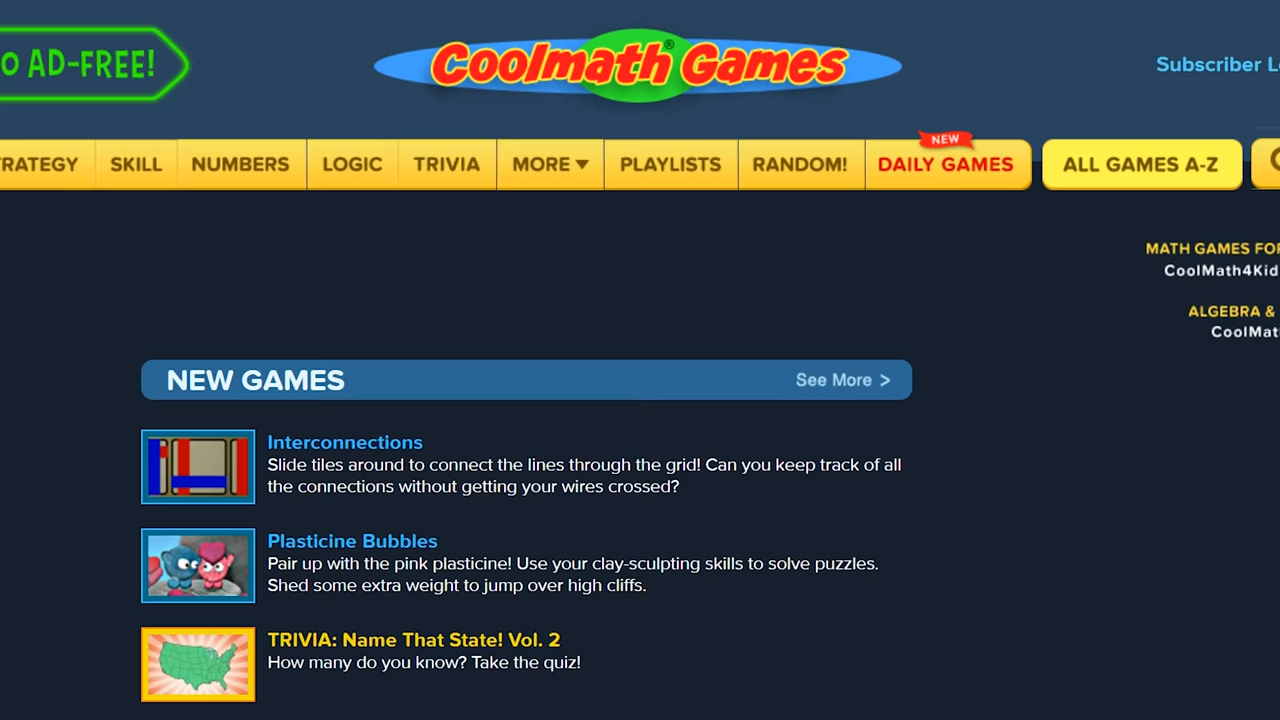 O AD-FREE!
Coolmath® Games
Subscriber L
TRATEGY
SKILL
NUMBERS
LOGIC
TRIVIA
MORE
PLAYLISTS
RANDOM!
NEW
DAILY GAMES
ALL GAMES A-Z
MATH GAMES FOR
CoolMath4Kid
ALGEBRA &
CoolMat
NEW GAMES
See More >
Interconnections
Slide tiles around to connect the lines through the grid! Can you keep track of all
the connections without getting your wires crossed?
Plasticine Bubbles
Pair up with the pink plasticine! Use your clay-sculpting skills to solve puzzles.
Shed some extra weight to jump over high cliffs.
TRIVIA: Name That State! Vol. 2
How many do you know? Take the quiz!